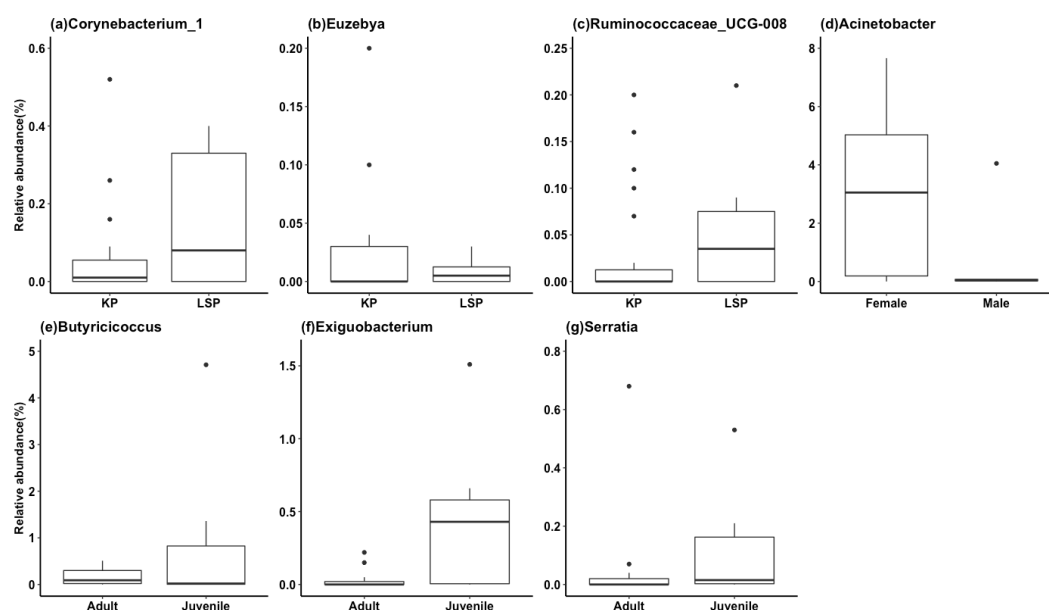 (a)Corynebacterium_1
(b)Euzebya
(c)Ruminococcaceae_UCG-008
(d)Acinetobacter
Relative abundance(%)
0.6
0.4
0.2
0.0
KP
LSP
0.20
0.15
0.10
0.05
0.00
KP
LSP
0.25
0.20
0.15
0.10
0.05
0.00
KP
LSP
8
6
4
2
0
Female
Male
(e)Butyricicoccus
(f)Exiguobacterium
(g)Serratia
Relative abundance(%)
5
4
3
2
1
0
Adult
Juvenile
1.5
1.0
0.5
0.0
Adult
Juvenile
0.8
0.6
0.4
0.2
0.0
Adult
Juvenile